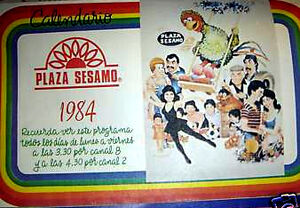 Calendario
PLAZA SESAMO®
1984
Recuerda ver este programa
todos los días de lunes a viernes
a las 3.30 por canal 8
y a las 4,30 por canal 2
PLAZA
SESAMO